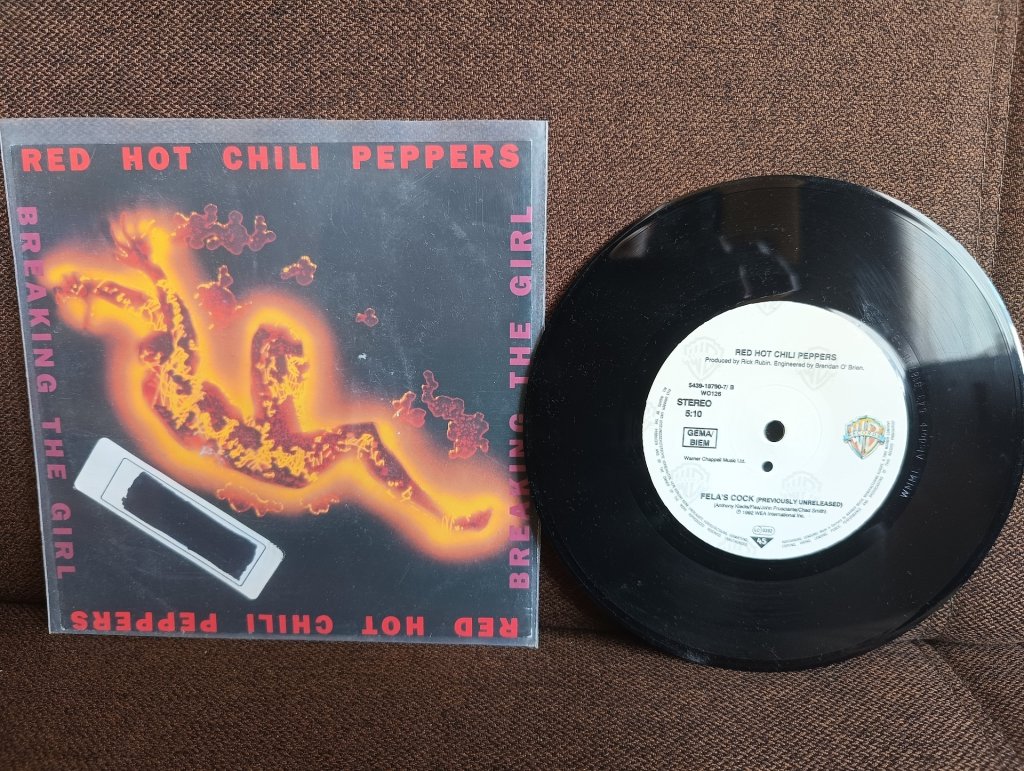 RED HOT CHILI PEPPERS
BREAKING THE GIRL
BREAKING THE GIRL
RED HOT CHILI PEPPERS
RED HOT CHILI PEPPERS
Produced by Rick Rubin. Engineered by Brendan O' Brien.
5439-18790-7/ B
WO126
STEREO
5:10
GEMA/
BIEM
Warner Chappell Music Ltd.
FELA'S COCK (PREVIOUSLY UNRELEASED)
(Anthony Kiedis/Flea/John Frusciante/Chad Smith)
℗ 1992 WEA International Inc.